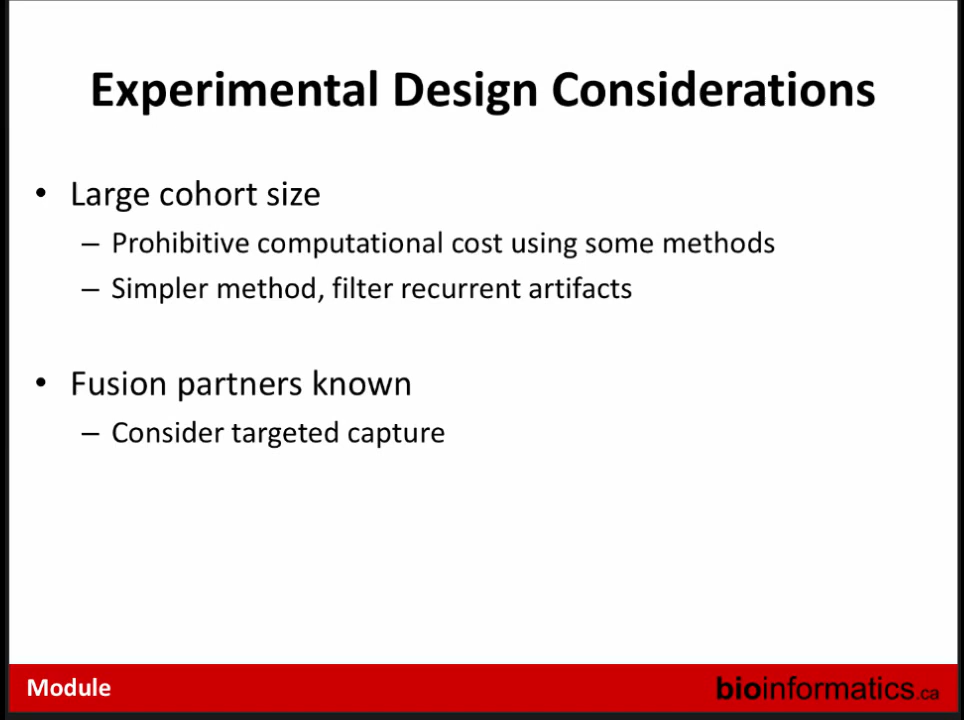 Experimental Design Considerations
• Large cohort size
– Prohibitive computational cost using some methods
– Simpler method, filter recurrent artifacts
• Fusion partners known
– Consider targeted capture
Module
bioinformatics.ca